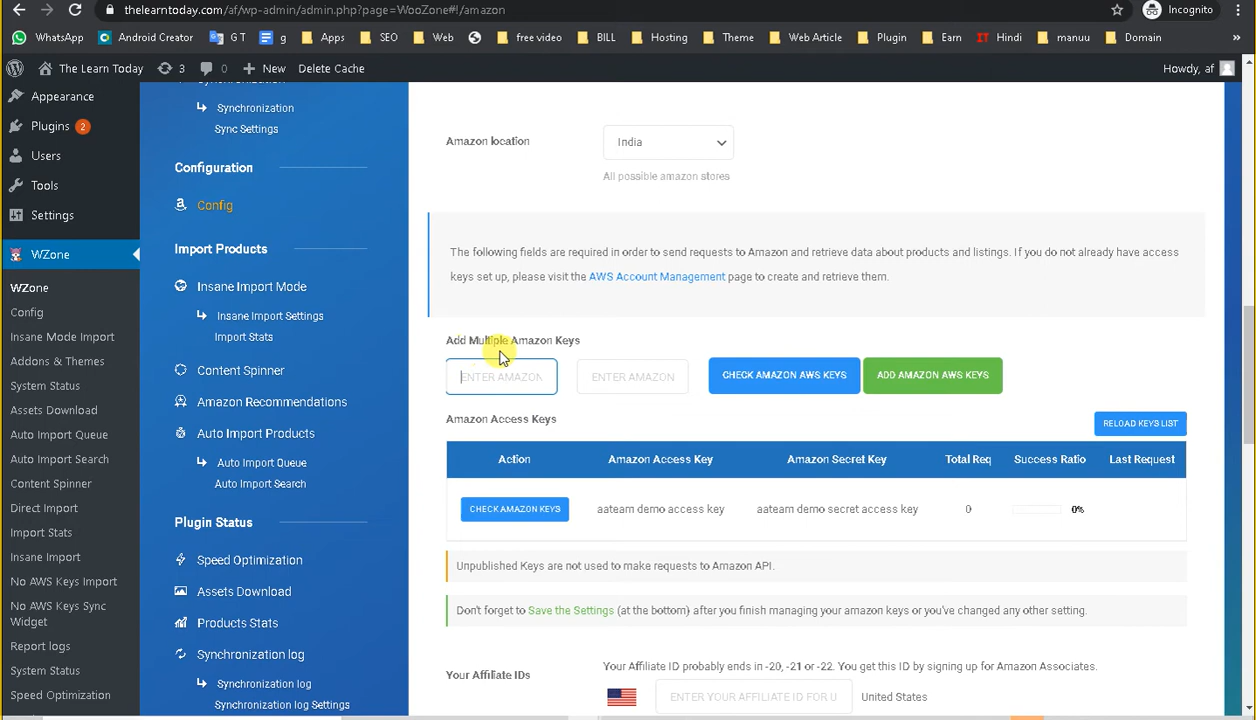 thelearntoday.com/af/wp-admin/admin.php?page=WooZone#!/amazon
Incognito
WhatsApp Android Creator G T g Apps SEO Web free video BILL Hosting Theme Web Article Plugin Earn IT Hindi manuu Domain »
The Learn Today 3 0 New Delete Cache Howdy, af
Appearance
Plugins 2
Users
Tools
Settings
WZone
WZone
Config
Insane Mode Import
Addons & Themes
System Status
Assets Download
Auto Import Queue
Auto Import Search
Content Spinner
Direct Import
Import Stats
Insane Import
No AWS Keys Import
No AWS Keys Sync
Widget
Report logs
System Status
Speed Optimization
Synchronization
Synchronization
Sync Settings
Configuration
Config
Import Products
Insane Import Mode
Insane Import Settings
Import Stats
Content Spinner
Amazon Recommendations
Auto Import Products
Auto Import Queue
Auto Import Search
Plugin Status
Speed Optimization
Assets Download
Products Stats
Synchronization log
Synchronization log
Synchronization log Settings
Amazon location India
All possible amazon stores
The following fields are required in order to send requests to Amazon and retrieve data about products and listings. If you do not already have access
keys set up, please visit the AWS Account Management page to create and retrieve them.
Add Multiple Amazon Keys
ENTER AMAZON ENTER AMAZON CHECK AMAZON AWS KEYS ADD AMAZON AWS KEYS
Amazon Access Keys RELOAD KEYS LIST
Action Amazon Access Key Amazon Secret Key Total Req Success Ratio Last Request
CHECK AMAZON KEYS aateam demo access key aateam demo secret access key 0 0%
Unpublished Keys are not used to make requests to Amazon API.
Don't forget to Save the Settings (at the bottom) after you finish managing your amazon keys or you've changed any other setting.
Your Affiliate IDs
Your Affiliate ID probably ends in -20, -21 or -22. You get this ID by signing up for Amazon Associates.
ENTER YOUR AFFILIATE ID FOR U United States